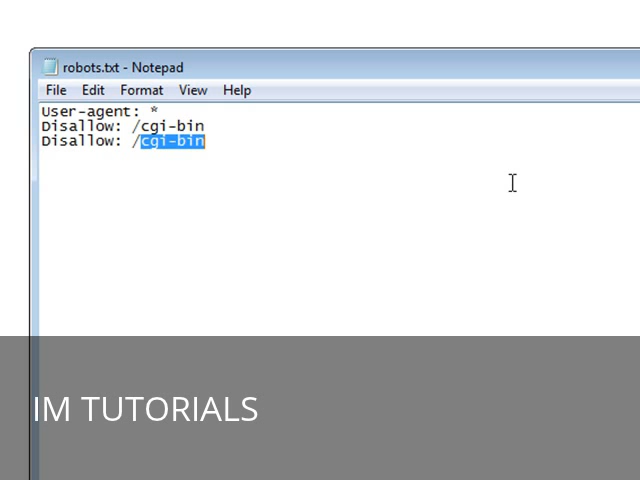 robots.txt - Notepad
File Edit Format View Help
User-agent: *
Disallow: /cgi-bin
Disallow: /cgi-bin
IM TUTORIALS